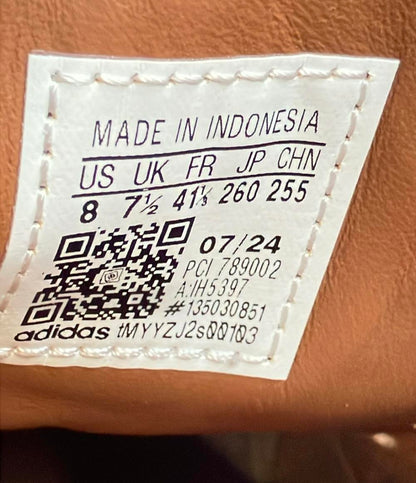 MADE IN INDONESIA
US UK FR JP CHN
8 7½ 41⅓ 260 255
07/24
PCI 789002
A:IH5397
#135030851
adidas tMYYZJ2s00103